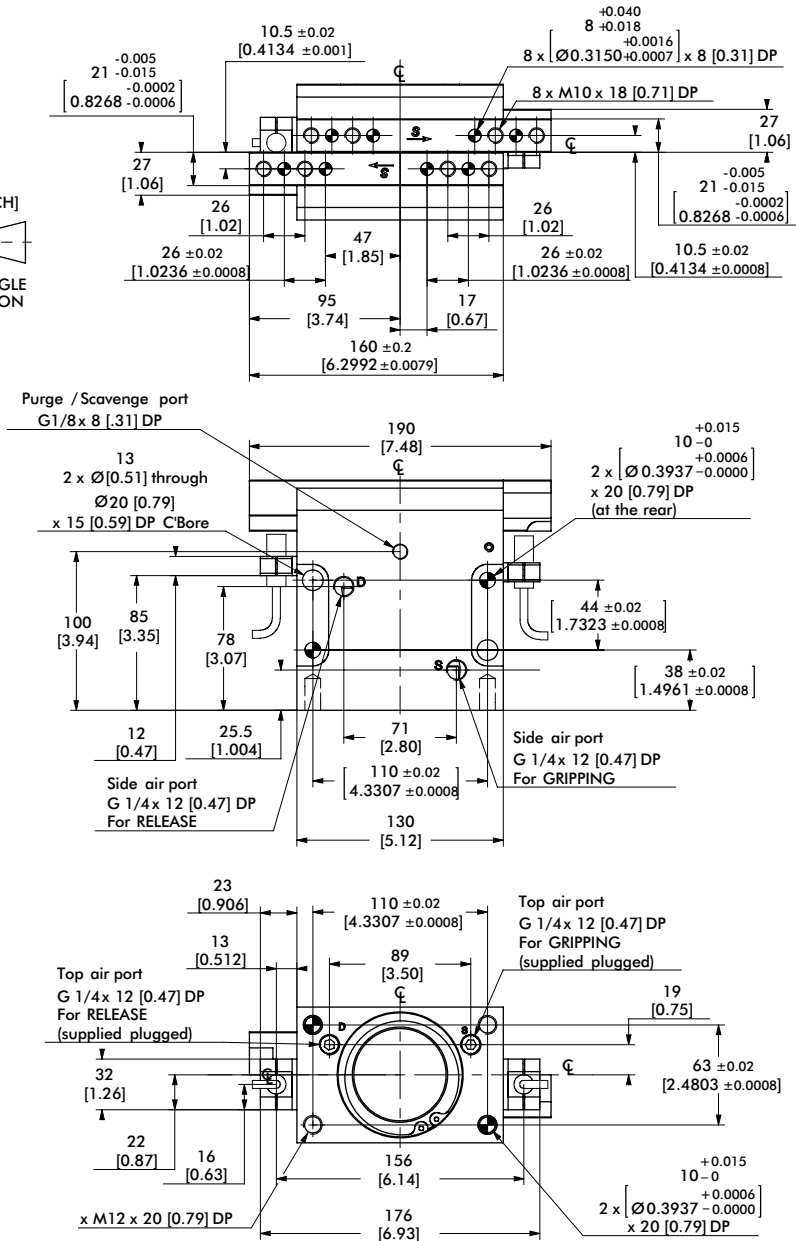 +0.040
8 +0.018
+0.0016
8 x [Ø0.3150+0.0007] x 8 [0.31] DP
10.5 ±0.02
[0.4134 ±0.001]
-0.005
21 -0.015
-0.0002
[0.8268 -0.0006]
℄
8 x M10 x 18 [0.71] DP
S
S
℄
27
[1.06]
27
[1.06]
-0.005
21 -0.015
-0.0002
[0.8268 -0.0006]
CH]
GLE
ON
26
[1.02]
26
[1.02]
47
[1.85]
26 ±0.02
[1.0236 ±0.0008]
26 ±0.02
[1.0236 ±0.0008]
10.5 ±0.02
[0.4134 ±0.0008]
95
[3.74]
17
[0.67]
160 ±0.2
[6.2992 ±0.0079]
Purge / Scavenge port
G1/8 x 8 [.31] DP
13
2 x Ø[0.51] through
Ø20 [0.79]
x 15 [0.59] DP C'Bore
190
[7.48]
℄
+0.015
10 -0
+0.0006
2 x [Ø 0.3937 -0.0000]
x 20 [0.79] DP
(at the rear)
D
S
100
[3.94]
85
[3.35]
78
[3.07]
44 ±0.02
[1.7323 ±0.0008]
38 ±0.02
[1.4961 ±0.0008]
12
[0.47]
25.5
[1.004]
71
[2.80]
Side air port
G 1/4 x 12 [0.47] DP
For GRIPPING
Side air port
G 1/4 x 12 [0.47] DP
For RELEASE
110 ±0.02
[4.3307 ±0.0008]
130
[5.12]
23
[0.906]
110 ±0.02
[4.3307 ±0.0008]
Top air port
G 1/4 x 12 [0.47] DP
For GRIPPING
(supplied plugged)
13
[0.512]
89
[3.50]
℄
Top air port
G 1/4 x 12 [0.47] DP
For RELEASE
(supplied plugged)
19
[0.75]
D
S
℄
℄
32
[1.26]
63 ±0.02
[2.4803 ±0.0008]
22
[0.87]
16
[0.63]
156
[6.14]
x M12 x 20 [0.79] DP
176
[6.93]
+0.015
10 -0
+0.0006
2 x [Ø0.3937 -0.0000]
x 20 [0.79] DP